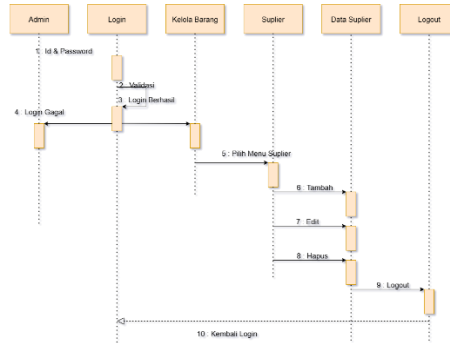 Admin
Login
Kelola Barang
Suplier
Data Suplier
Logout
1. Id & Password
2. Validasi
3. Login Berhasil
4. Login Gagal
5 : Pilih Menu Suplier
6 : Tambah
7 : Edit
8 : Hapus
9 : Logout
10 : Kembali Login